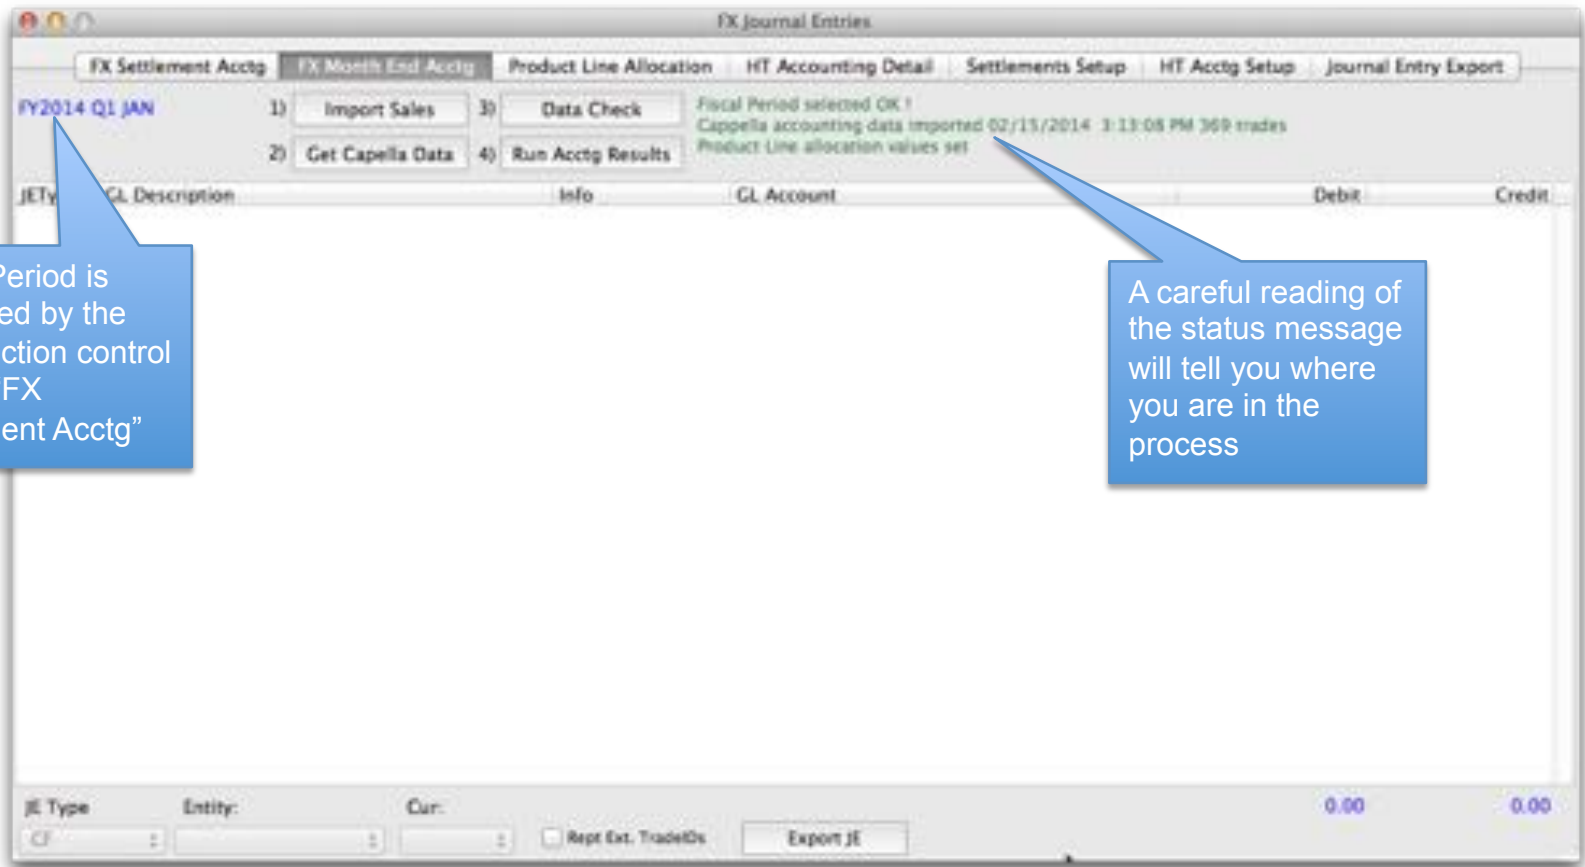 FX Journal Entries
FX Settlement Acctg FX Month End Acctg Product Line Allocation HT Accounting Detail Settlements Setup HT Acctg Setup Journal Entry Export
FY2014 Q1 JAN 1) Import Sales 3) Data Check
2) Get Capella Data 4) Run Acctg Results
Fiscal Period selected OK !
Cappella accounting data imported 02/15/2014 3:13:08 PM 369 trades
Product Line allocation values set
JETy GL Description Info GL Account Debit Credit
Period is
ed by the
ction control
FX
ent Acctg”
A careful reading of
the status message
will tell you where
you are in the
process
JE Type Entity: Cur: 0.00 0.00
CF Rept Ext. TradeIDs Export JE